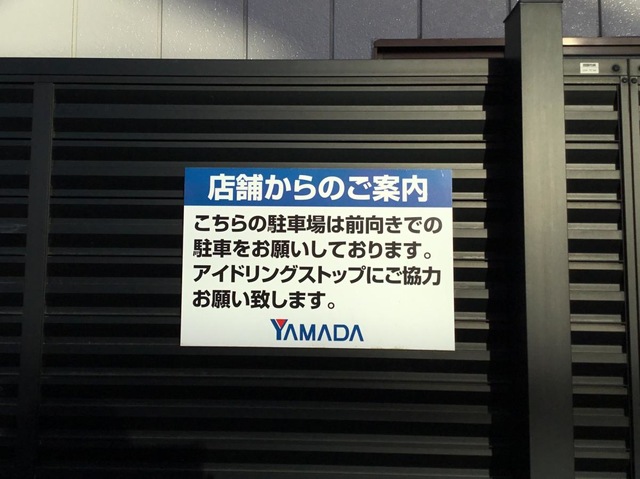 店舗からのご案内
こちらの駐車場は前向きでの
駐車をお願いしております。
アイドリングストップにご協力
お願い致します。
YAMADA